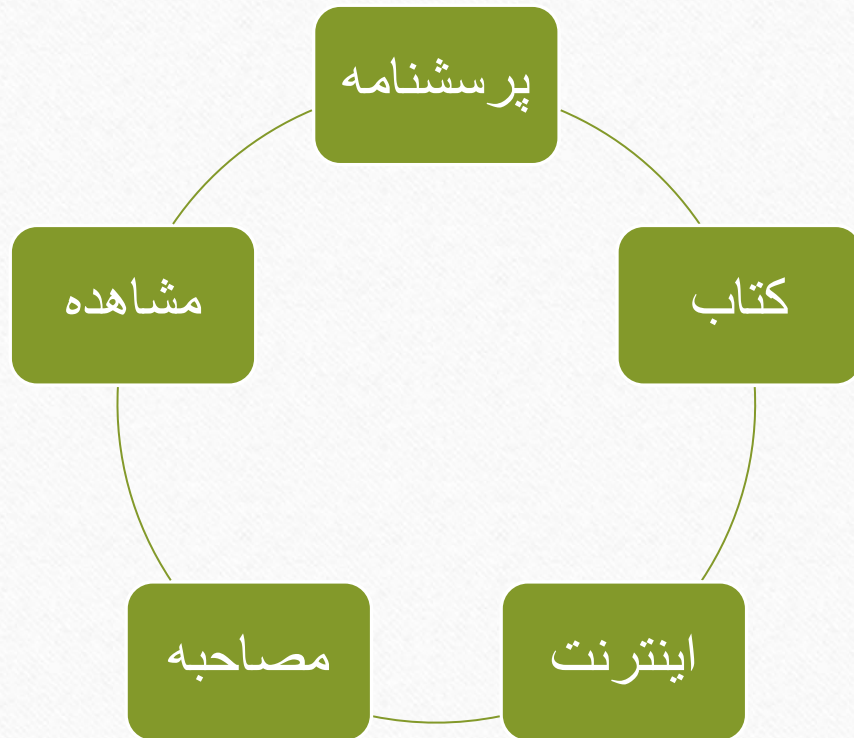 پرسشنامه
کتاب
اینترنت
مصاحبه
مشاهده